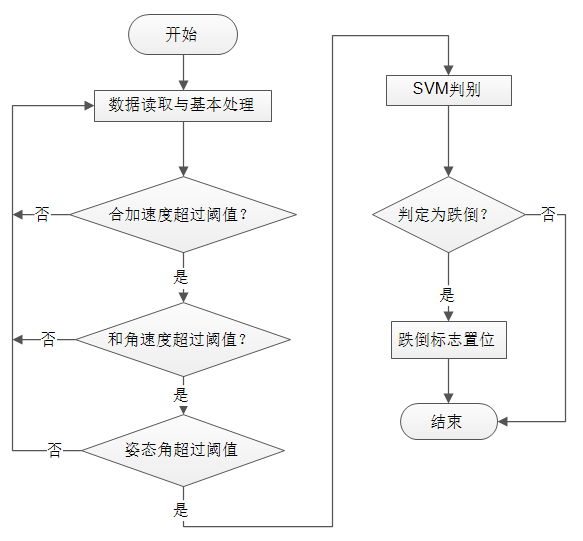 开始
数据读取与基本处理
合加速度超过阈值？
否
是
和角速度超过阈值？
否
是
姿态角超过阈值
否
是
SVM判别
判定为跌倒？
否
是
跌倒标志置位
结束